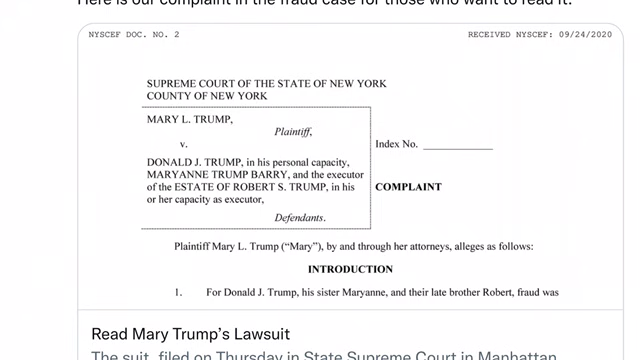 Here is our complaint in the fraud case for those who want to read it.
NYSCEF DOC. NO. 2 RECEIVED NYSCEF: 09/24/2020
SUPREME COURT OF THE STATE OF NEW YORK
COUNTY OF NEW YORK
MARY L. TRUMP,
Plaintiff,
v.
Index No. ____________
DONALD J. TRUMP, in his personal capacity,
MARYANNE TRUMP BARRY, and the executor
of the ESTATE OF ROBERT S. TRUMP, in his
or her capacity as executor,
COMPLAINT
Defendants.
Plaintiff Mary L. Trump (“Mary”), by and through her attorneys, alleges as follows:
INTRODUCTION
1. For Donald J. Trump, his sister Maryanne, and their late brother Robert, fraud was
Read Mary Trump’s Lawsuit
The suit, filed on Thursday in State Supreme Court in Manhattan